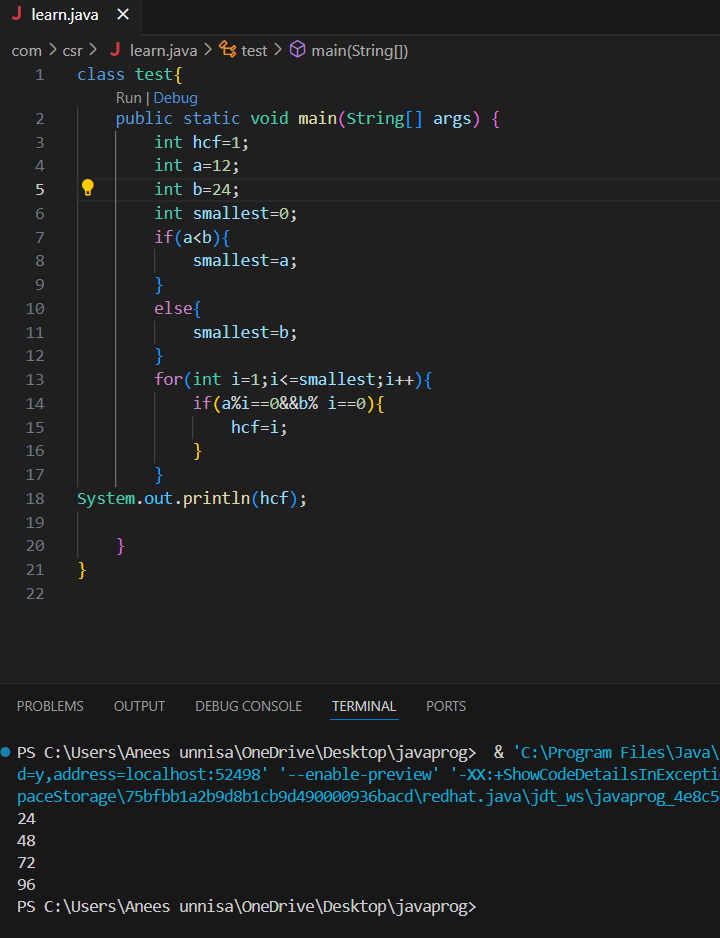 J learn.java ×
com > csr > J learn.java > test > main(String[])
1 class test{
Run | Debug
2 public static void main(String[] args) {
3 int hcf=1;
4 int a=12;
5 int b=24;
6 int smallest=0;
7 if(a<b){
8 smallest=a;
9 }
10 else{
11 smallest=b;
12 }
13 for(int i=1;i<=smallest;i++){
14 if(a%i==0&&b% i==0){
15 hcf=i;
16 }
17 }
18 System.out.println(hcf);
19
20 }
21 }
22
PROBLEMS OUTPUT DEBUG CONSOLE TERMINAL PORTS
PS C:\Users\Anees unnisa\OneDrive\Desktop\javaprog> & 'C:\Program Files\Java\
d=y,address=localhost:52498' '--enable-preview' '-XX:+ShowCodeDetailsInExcepti
paceStorage\75bfbb1a2b9d8b1cb9d490000936bacd\redhat.java\jdt_ws\javaprog_4e8c5
24
48
72
96
PS C:\Users\Anees unnisa\OneDrive\Desktop\javaprog>